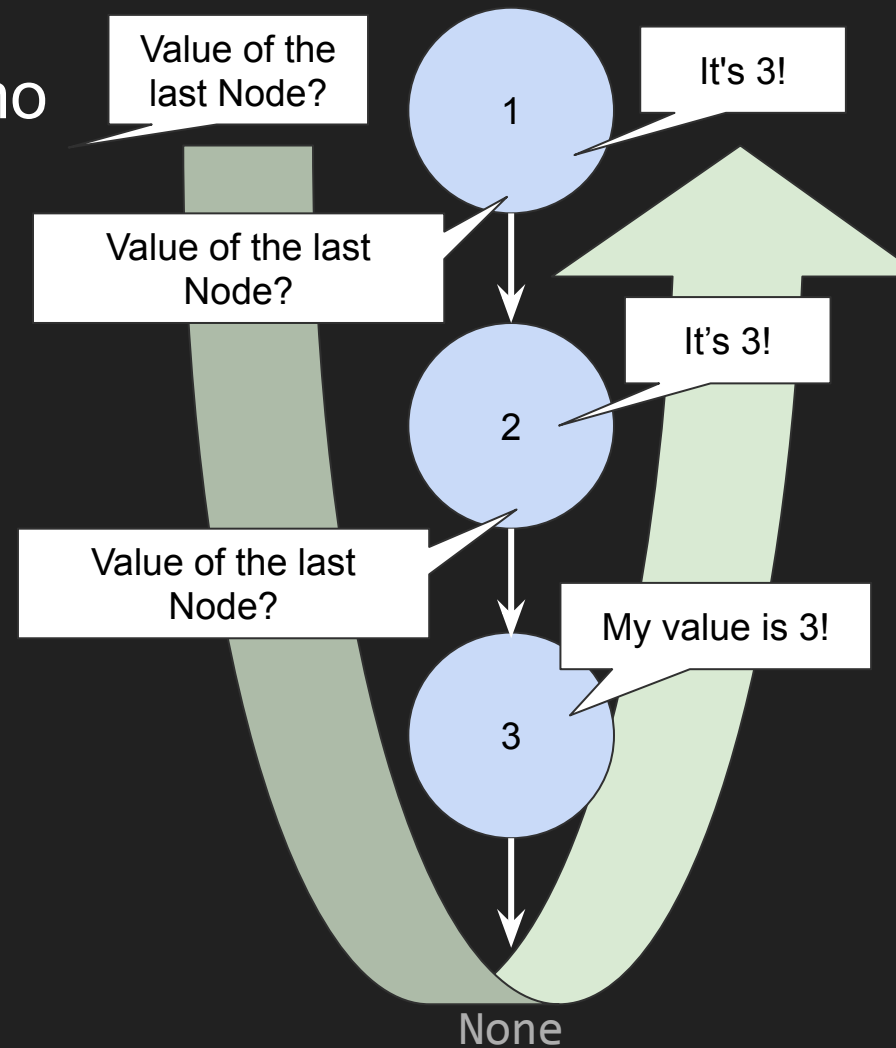 Value of the
last Node?
1
It's 3!
Value of the last
Node?
2
It’s 3!
Value of the last
Node?
My value is 3!
3
None